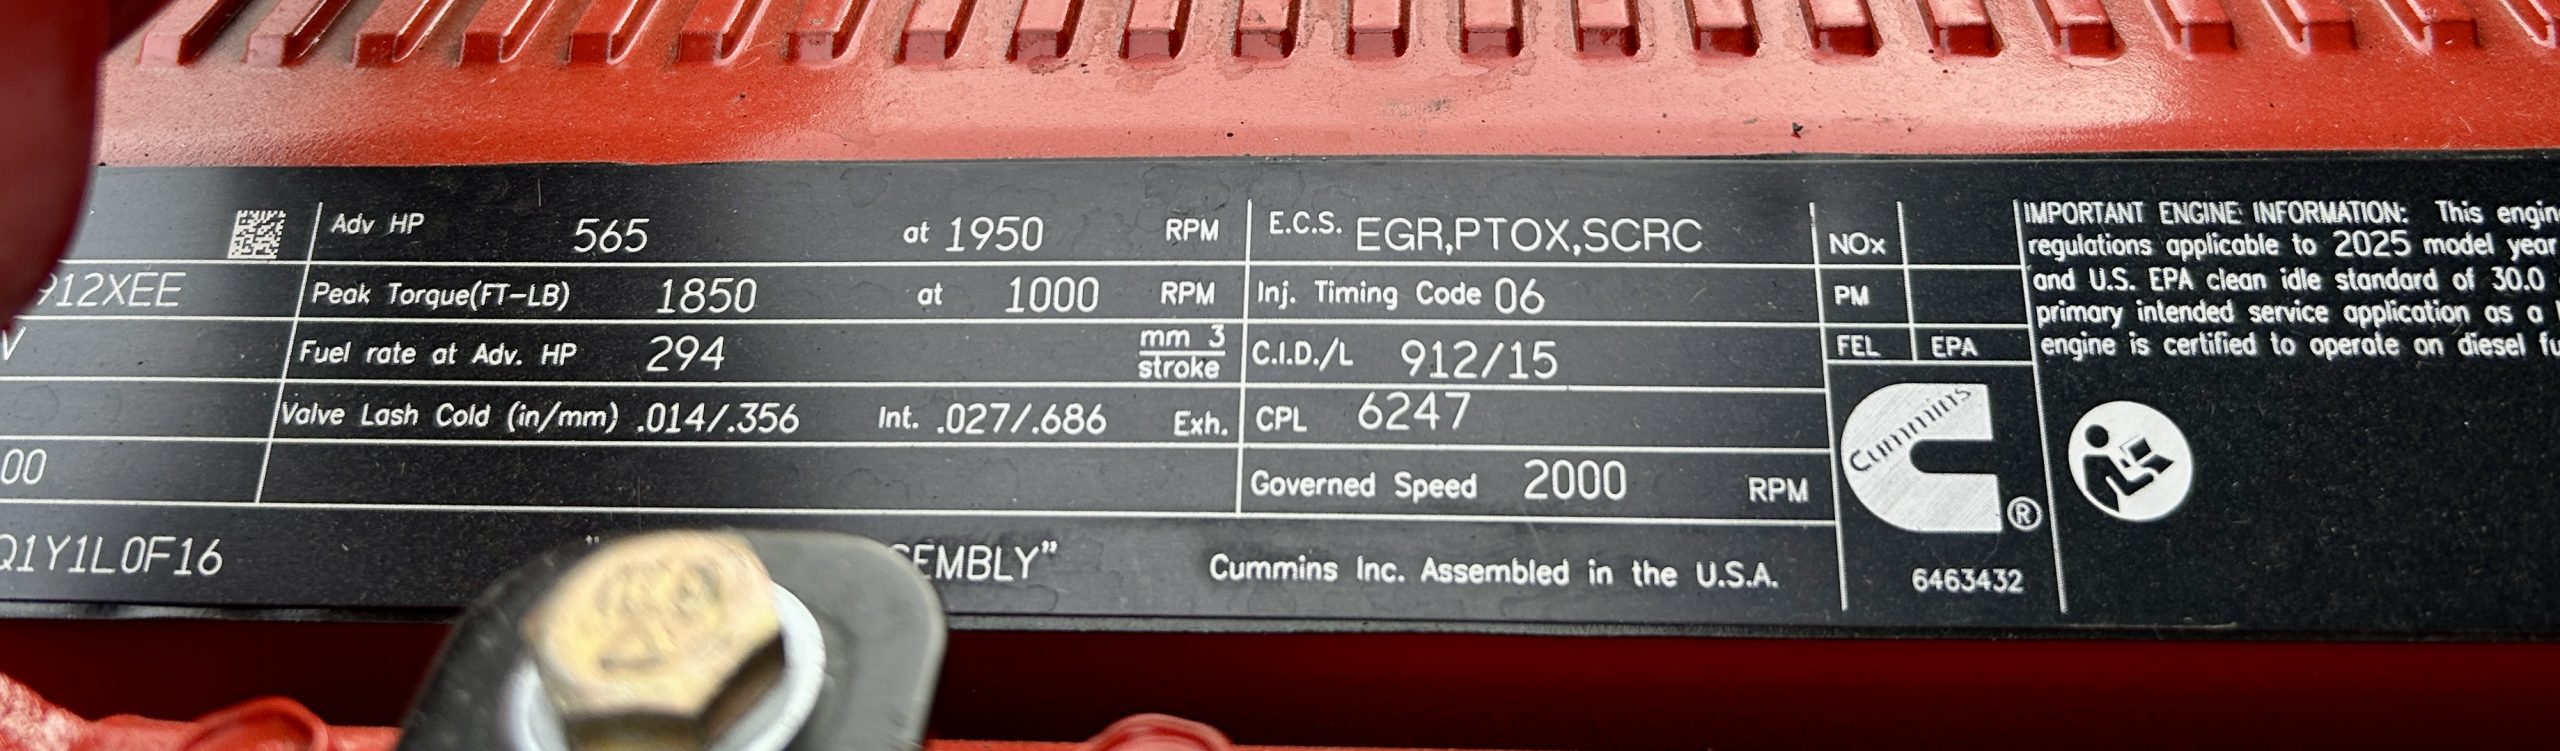 Adv HP 565 at 1950 RPM
E.C.S. EGR,PTOX,SCRC
NOx
912XEE
Peak Torque(FT-LB) 1850 at 1000 RPM
Inj. Timing Code 06
PM
V
Fuel rate at Adv. HP 294 mm 3
stroke
C.I.D./L 912/15
FEL EPA
Valve Lash Cold (in/mm) .014/.356 Int. .027/.686 Exh.
CPL 6247
00
Governed Speed 2000 RPM
Q1Y1L0F16
EMBLY"
Cummins Inc. Assembled in the U.S.A.
Cummins
®
6463432
IMPORTANT ENGINE INFORMATION: This engin
regulations applicable to 2025 model year
and U.S. EPA clean idle standard of 30.0
primary intended service application as a
engine is certified to operate on diesel fu